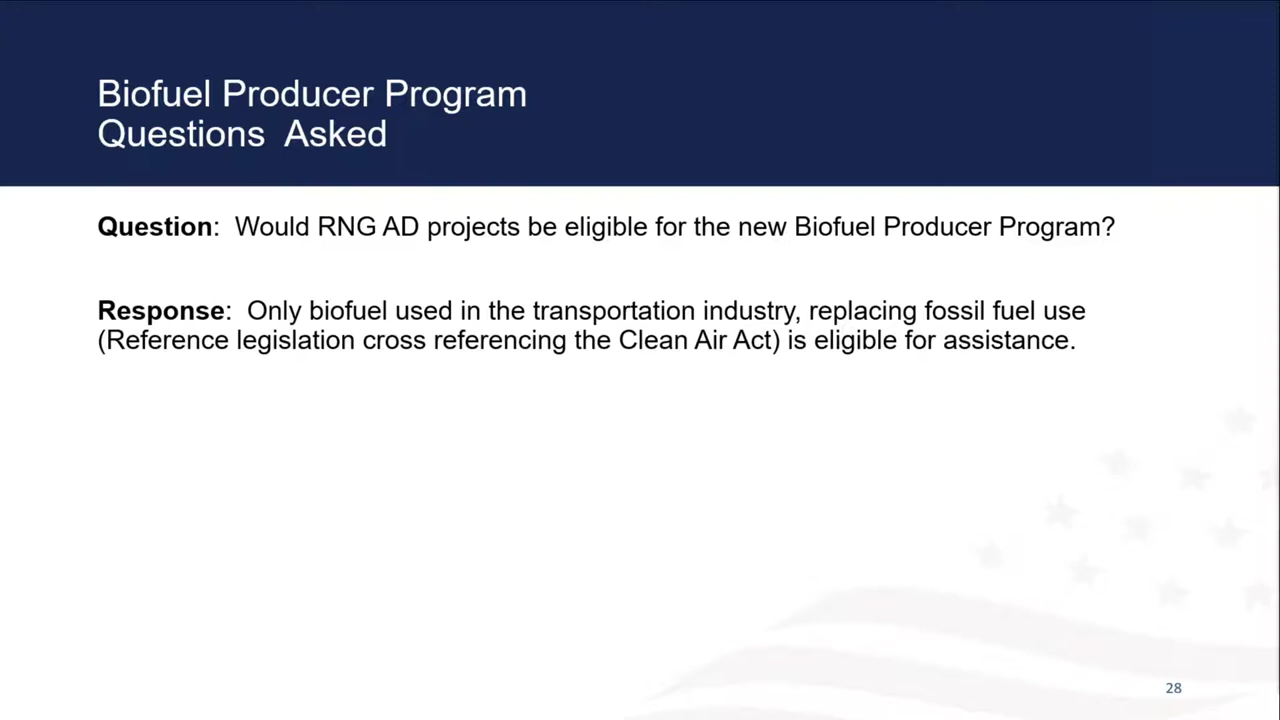 Biofuel Producer Program
Questions  Asked
Question:  Would RNG AD projects be eligible for the new Biofuel Producer Program?
Response:  Only biofuel used in the transportation industry, replacing fossil fuel use
(Reference legislation cross referencing the Clean Air Act) is eligible for assistance.
28